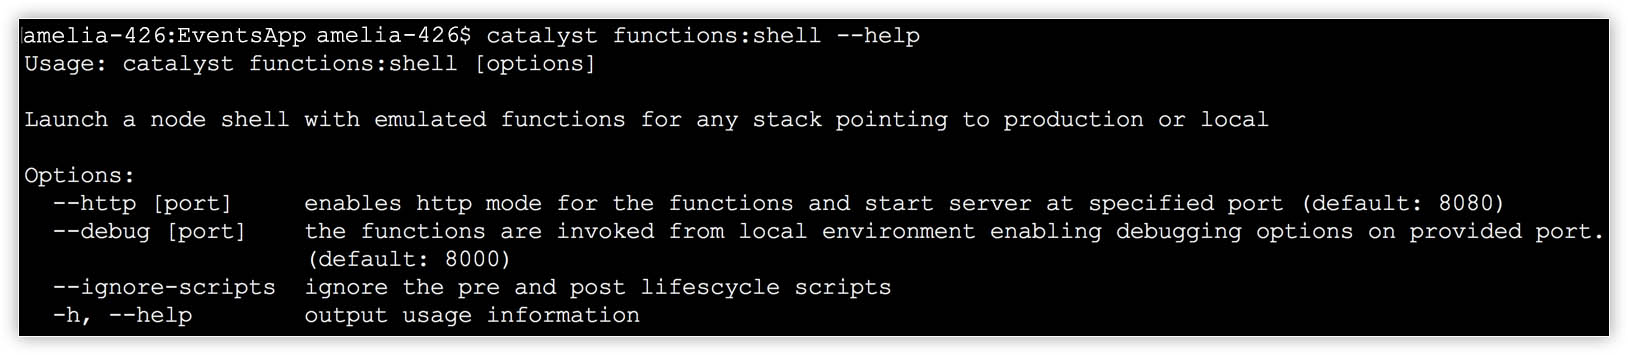 amelia-426:EventsApp amelia-426$ catalyst functions:shell --help
Usage: catalyst functions:shell [options]
Launch a node shell with emulated functions for any stack pointing to production or local
Options:
--http [port] enables http mode for the functions and start server at specified port (default: 8080)
--debug [port] the functions are invoked from local environment enabling debugging options on provided port.
(default: 8000)
--ignore-scripts ignore the pre and post lifescycle scripts
-h, --help output usage information